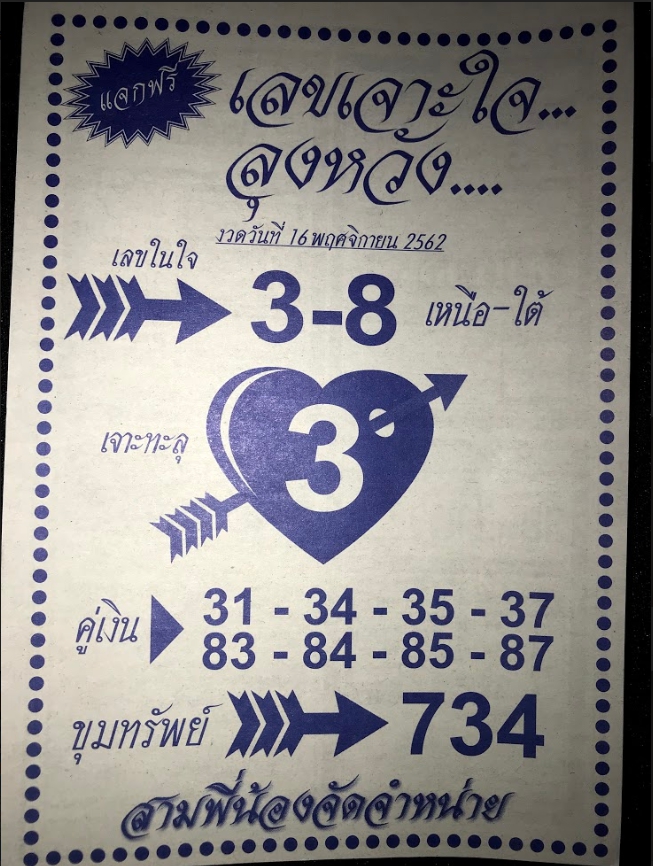 แจกฟรี
เลขเจาะใจ...
ลุงหวัง....
งวดวันที่ 16 พฤศจิกายน 2562
เลขในใจ
3-8 เหนือ-ใต้
เจาะทะลุ
3
คู่เงิน
31 - 34 - 35 - 37
83 - 84 - 85 - 87
ขุมทรัพย์ 734
สามพี่น้องจัดจำหน่าย